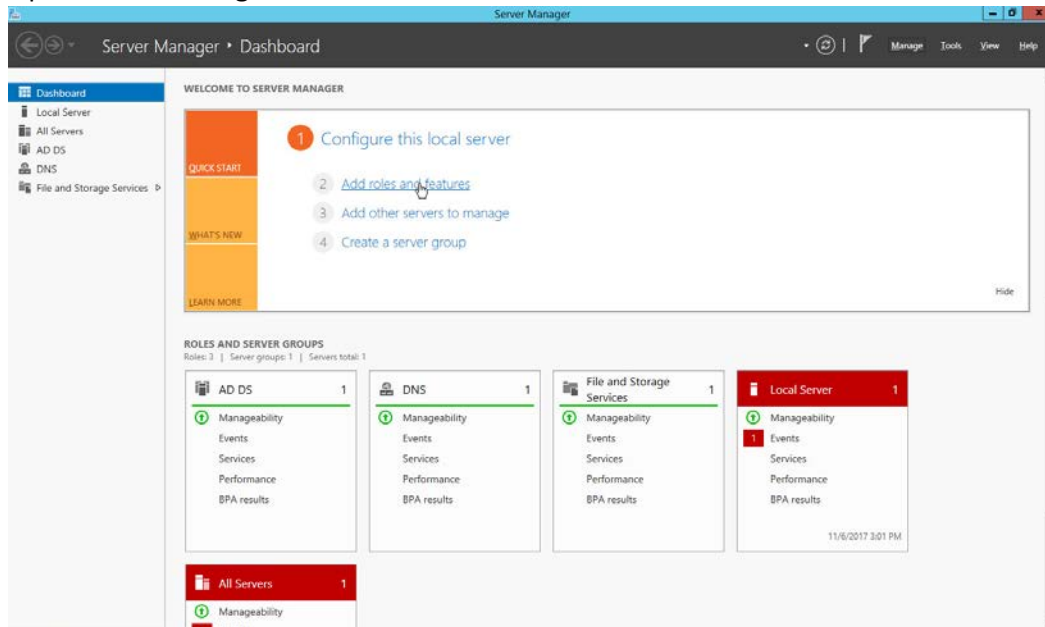 Server Manager
Server Manager • Dashboard
Manage Tools View Help
Dashboard
Local Server
All Servers
AD DS
DNS
File and Storage Services
WELCOME TO SERVER MANAGER
QUICK START
WHAT'S NEW
LEARN MORE
1 Configure this local server
2 Add roles and features
3 Add other servers to manage
4 Create a server group
Hide
ROLES AND SERVER GROUPS
Roles: 3 | Server groups: 1 | Servers total: 1
AD DS 1
Manageability
Events
Services
Performance
BPA results
DNS 1
Manageability
Events
Services
Performance
BPA results
File and Storage
Services 1
Manageability
Events
Services
Performance
BPA results
Local Server 1
Manageability
1 Events
Services
Performance
BPA results
11/6/2017 3:01 PM
All Servers 1
Manageability